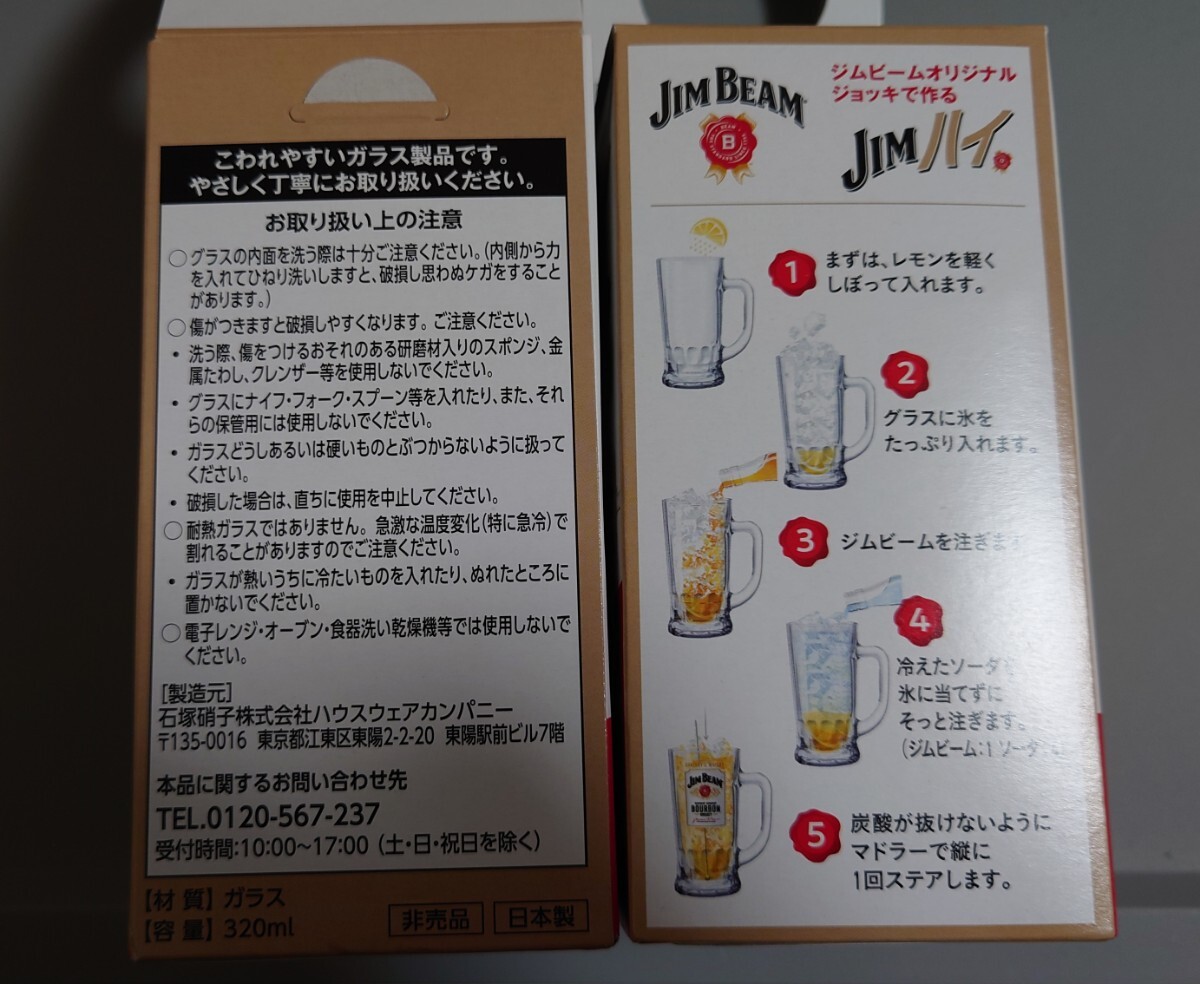 こわれやすいガラス製品です。
やさしく丁寧にお取り扱いください。
お取り扱い上の注意
○グラスの内面を洗う際は十分ご注意ください。(内側から力
を入れてひねり洗いしますと、破損し思わぬケガをすること
があります。)
○傷がつきますと破損しやすくなります。ご注意ください。
・洗う際、傷をつけるおそれのある研磨材入りのスポンジ、金
属たわし、クレンザー等を使用しないでください。
・グラスにナイフ・フォーク・スプーン等を入れたり、また、それ
らの保管用には使用しないでください。
・ガラスどうしあるいは硬いものとぶつからないように扱って
ください。
・破損した場合は、直ちに使用を中止してください。
○耐熱ガラスではありません。急激な温度変化(特に急冷)で
割れることがありますのでご注意ください。
・ガラスが熱いうちに冷たいものを入れたり、ぬれたところに
置かないでください。
○電子レンジ・オーブン・食器洗い乾燥機等では使用しないで
ください。
[製造元]
石塚硝子株式会社ハウスウェアカンパニー
〒135-0016 東京都江東区東陽2-2-20 東陽駅前ビル7階
本品に関するお問い合わせ先
TEL.0120-567-237
受付時間:10:00~17:00(土・日・祝日を除く)
【材 質】ガラス
【容 量】320ml
非売品
日本製
JIM BEAM
B
ジムビームオリジナル
ジョッキで作る
JIMハイ
1
まずは、レモンを軽く
しぼって入れます。
2
グラスに氷を
たっぷり入れます。
3
ジムビームを注ぎます
4
冷えたソーダを
氷に当てずに
そっと注ぎます。
(ジムビーム:1 ソーダ
JIM BEAM
BOURBON
5
炭酸が抜けないように
マドラーで縦に
1回ステアします。